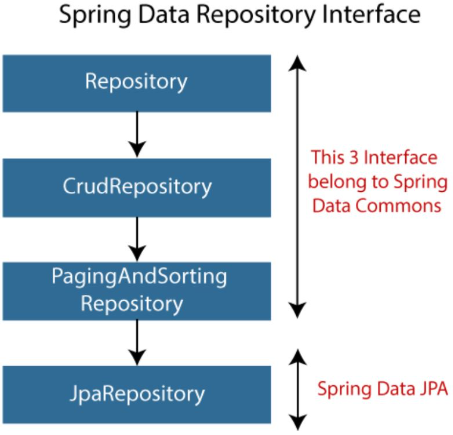 Spring Data Repository Interface
Repository
This 3 Interface
belong to Spring
Data Commons
CrudRepository
PagingAndSorting
Repository
JpaRepository
Spring Data JPA